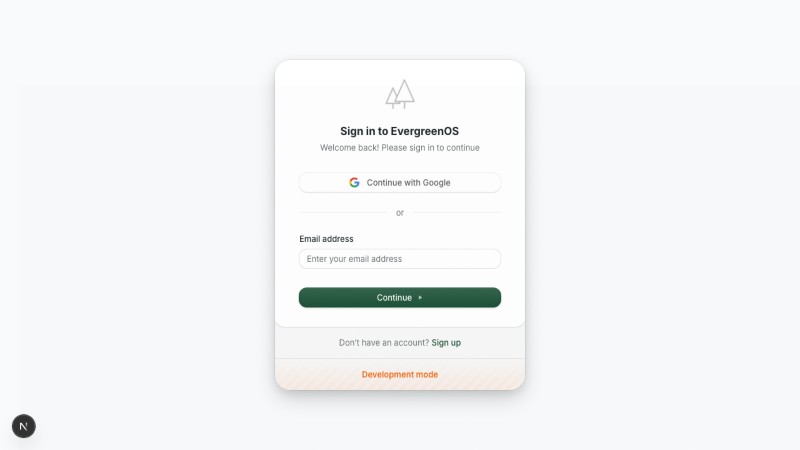 Sign in to EvergreenOS
Welcome back! Please sign in to continue
Continue with Google
or
Email address
Enter your email address
Continue
Don't have an account? Sign up
Development mode
N